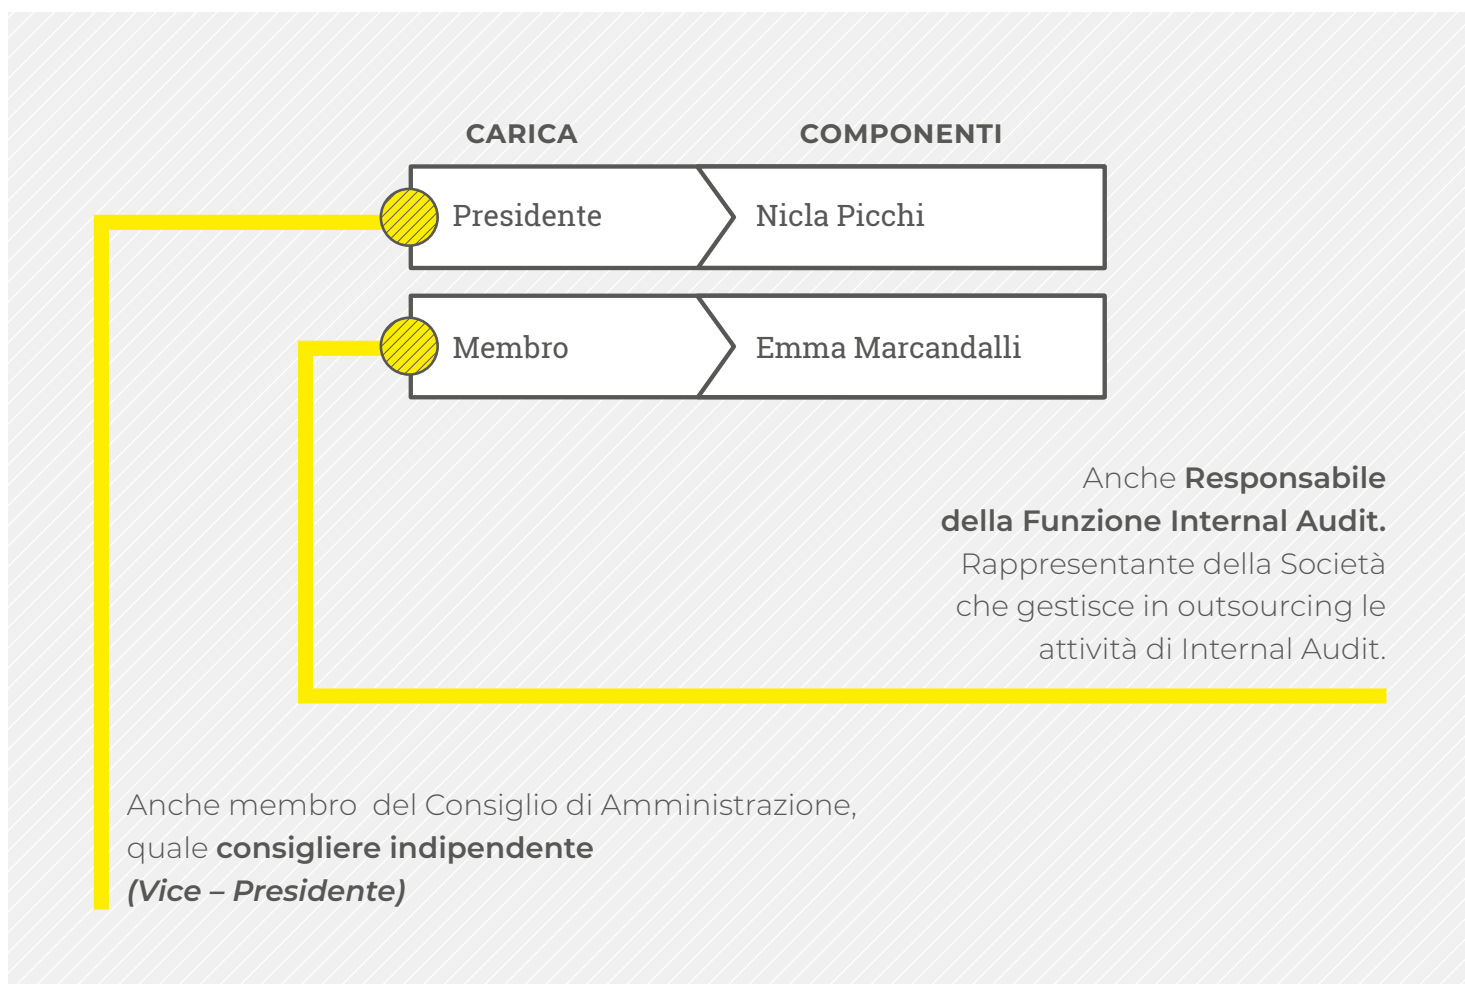 CARICA COMPONENTI
Presidente Nicla Picchi
Membro Emma Marcandalli
Anche Responsabile
della Funzione Internal Audit.
Rappresentante della Società
che gestisce in outsourcing le
attività di Internal Audit.
Anche membro del Consiglio di Amministrazione,
quale consigliere indipendente
(Vice – Presidente)